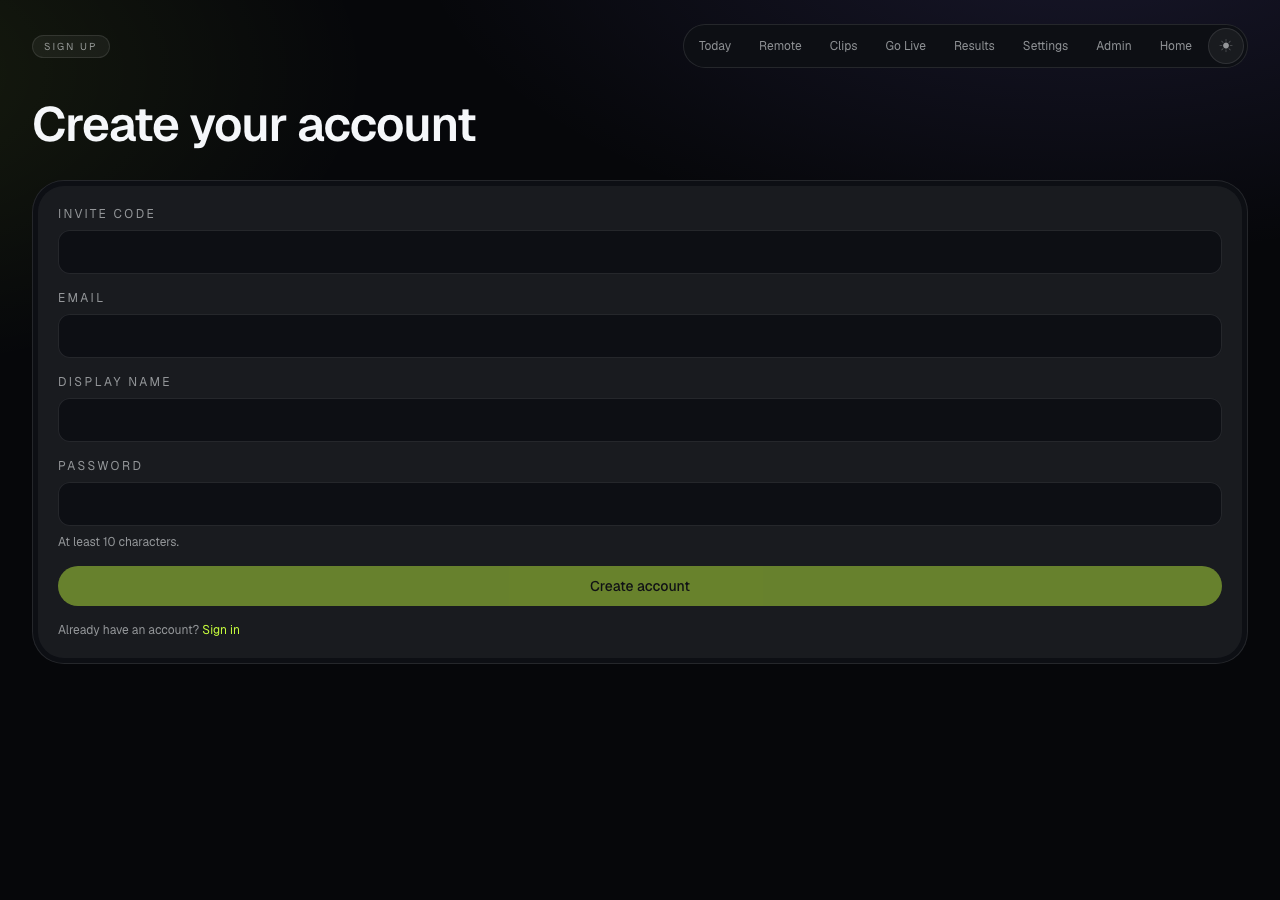 SIGN UP
Today Remote Clips Go Live Results Settings Admin Home
Create your account
INVITE CODE
EMAIL
DISPLAY NAME
PASSWORD
At least 10 characters.
Create account
Already have an account? Sign in